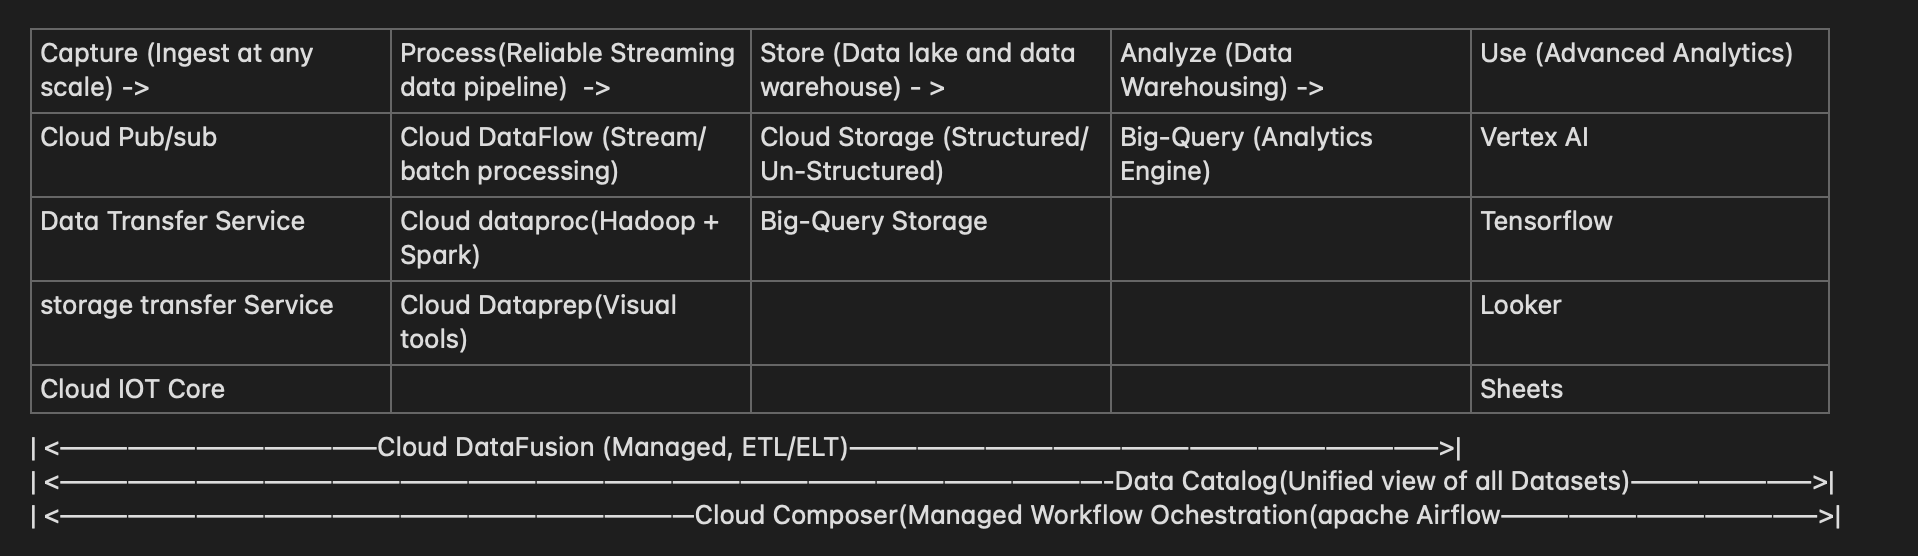 Capture (Ingest at any
scale) ->
Process(Reliable Streaming
data pipeline)  ->
Store (Data lake and data
warehouse) - >
Analyze (Data
Warehousing) ->
Use (Advanced Analytics)
Cloud Pub/sub
Cloud DataFlow (Stream/
batch processing)
Cloud Storage (Structured/
Un-Structured)
Big-Query (Analytics
Engine)
Vertex AI
Data Transfer Service
Cloud dataproc(Hadoop +
Spark)
Big-Query Storage
Tensorflow
storage transfer Service
Cloud Dataprep(Visual
tools)
Looker
Cloud IOT Core
Sheets
|<——————————Cloud DataFusion (Managed, ETL/ELT)——————————————————>|
|<————————————————————————————————-Data Catalog(Unified view of all Datasets)——————>|
|<———————————————————Cloud Composer(Managed Workflow Ochestration(apache Airflow——————————>|